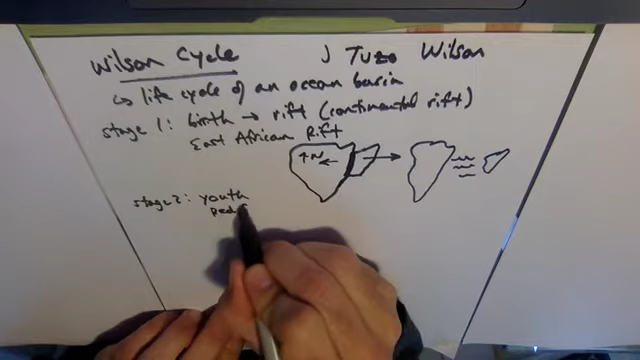 Wilson Cycle J Tuzo Wilson
↳ life cycle of an ocean basin
stage 1: birth → rift (continental rift)
East African Rift
↑N
stage 2: youth
Red S